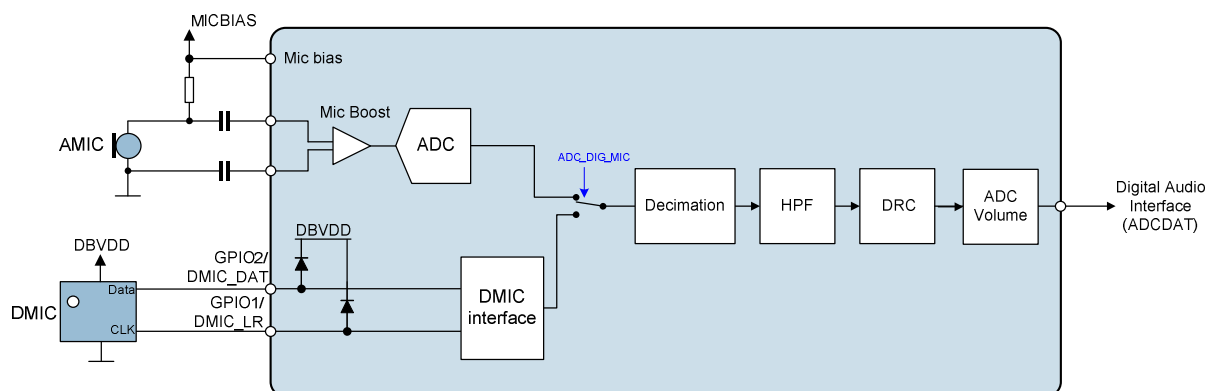 MICBIAS
Mic bias
Mic Boost
AMIC
ADC
ADC_DIG_MIC
Decimation
HPF
DRC
ADC
Volume
Digital Audio
Interface
(ADCDAT)
DBVDD
DBVDD
GPIO2/
DMIC_DAT
GPIO1/
DMIC_LR
Data
DMIC
CLK
DMIC
interface